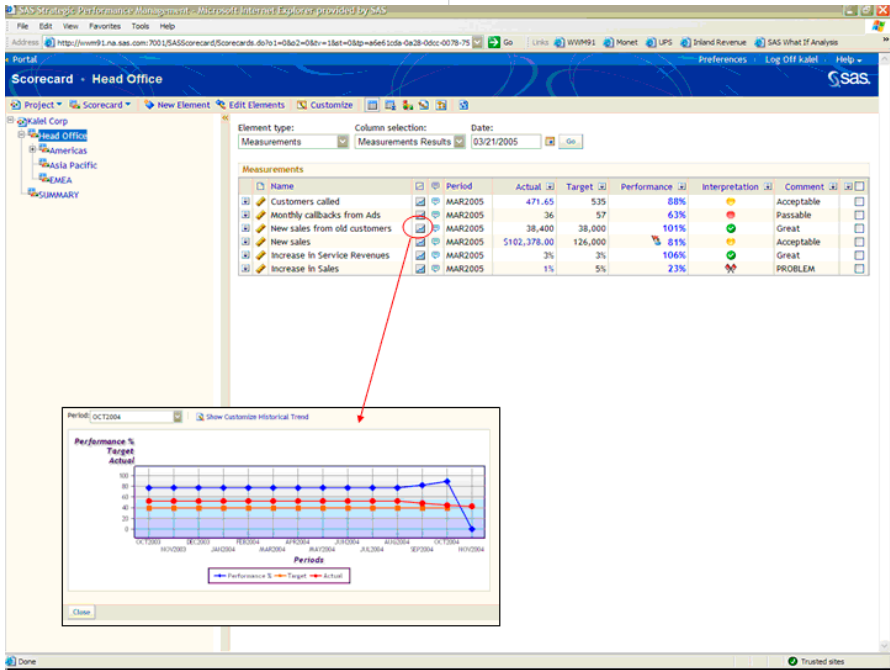 SAS Strategic Performance Management - Microsoft Internet Explorer provided by SAS
File Edit View Favorites Tools Help
Address http://wwm91.na.sas.com:7001/SASScorecard/Scorecards.do?o1=0&o2=0&tv=1&st=0&tp=a6e61cda-0a28-0dcc-0078-75 Go Links WWM91 Monet UPS Inland Revenue SAS What If Analysis
Portal Preferences Log Off kalel Help
Scorecard - Head Office sas.
Project Scorecard New Element Edit Elements Customize
Kalel Corp
Head Office
Americas
Asia Pacific
EMEA
SUMMARY
Element type: Column selection: Date:
Measurements Measurements Results 03/21/2005 Go
Measurements
Name Period Actual Target Performance Interpretation Comment
Customers called MAR2005 471.65 535 88% Acceptable
Monthly callbacks from Ads MAR2005 36 57 63% Passable
New sales from old customers MAR2005 38,400 38,000 101% Great
New sales MAR2005 $102,378.00 126,000 81% Acceptable
Increase in Service Revenues MAR2005 3% 3% 106% Great
Increase in Sales MAR2005 1% 5% 23% PROBLEM
Period: OCT2004 Show Customize Historical Trend
Performance %
Target
Actual
100
80
60
40
20
0
OCT2003 DEC2003 FEB2004 APR2004 JUN2004 AUG2004 OCT2004
NOV2003 JAN2004 MAR2004 MAY2004 JUL2004 SEP2004 NOV2004
Periods
Performance % Target Actual
Close
Done Trusted sites